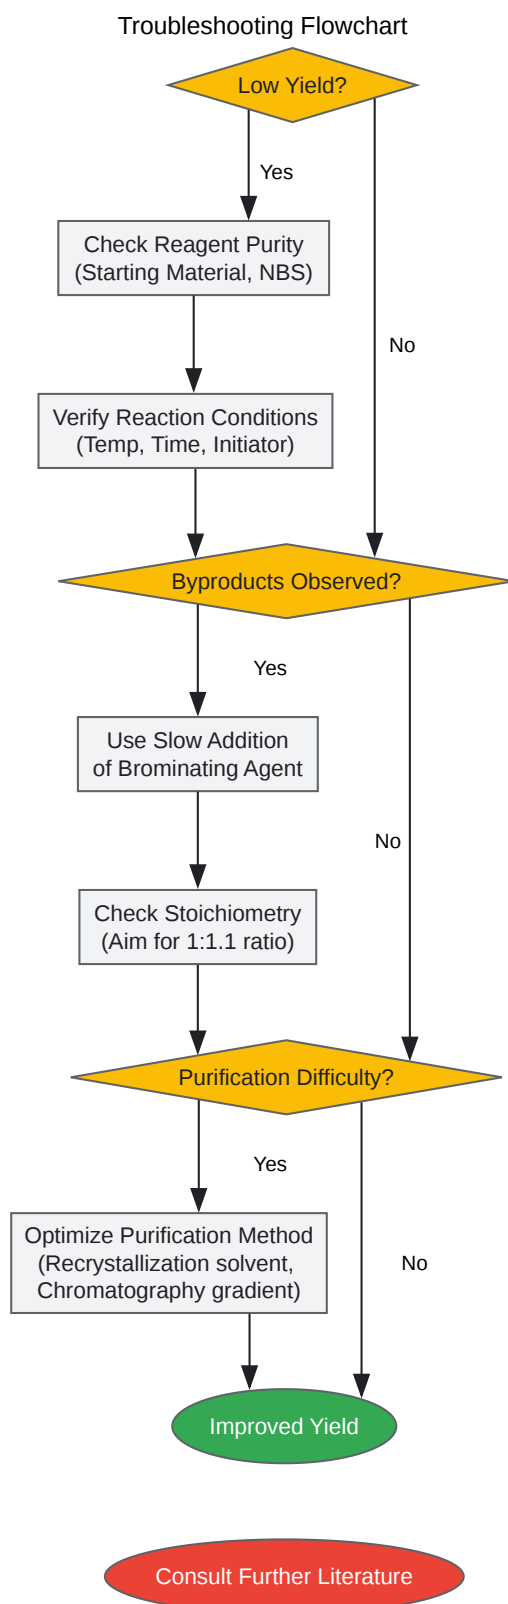 Troubleshooting Flowchart
Low Yield?
Yes
Check Reagent Purity
(Starting Material, NBS)
No
Verify Reaction Conditions
(Temp, Time, Initiator)
Byproducts Observed?
Yes
Use Slow Addition
of Brominating Agent
No
Check Stoichiometry
(Aim for 1:1.1 ratio)
Purification Difficulty?
Yes
Optimize Purification Method
(Recrystallization solvent,
Chromatography gradient)
No
Improved Yield
Consult Further Literature